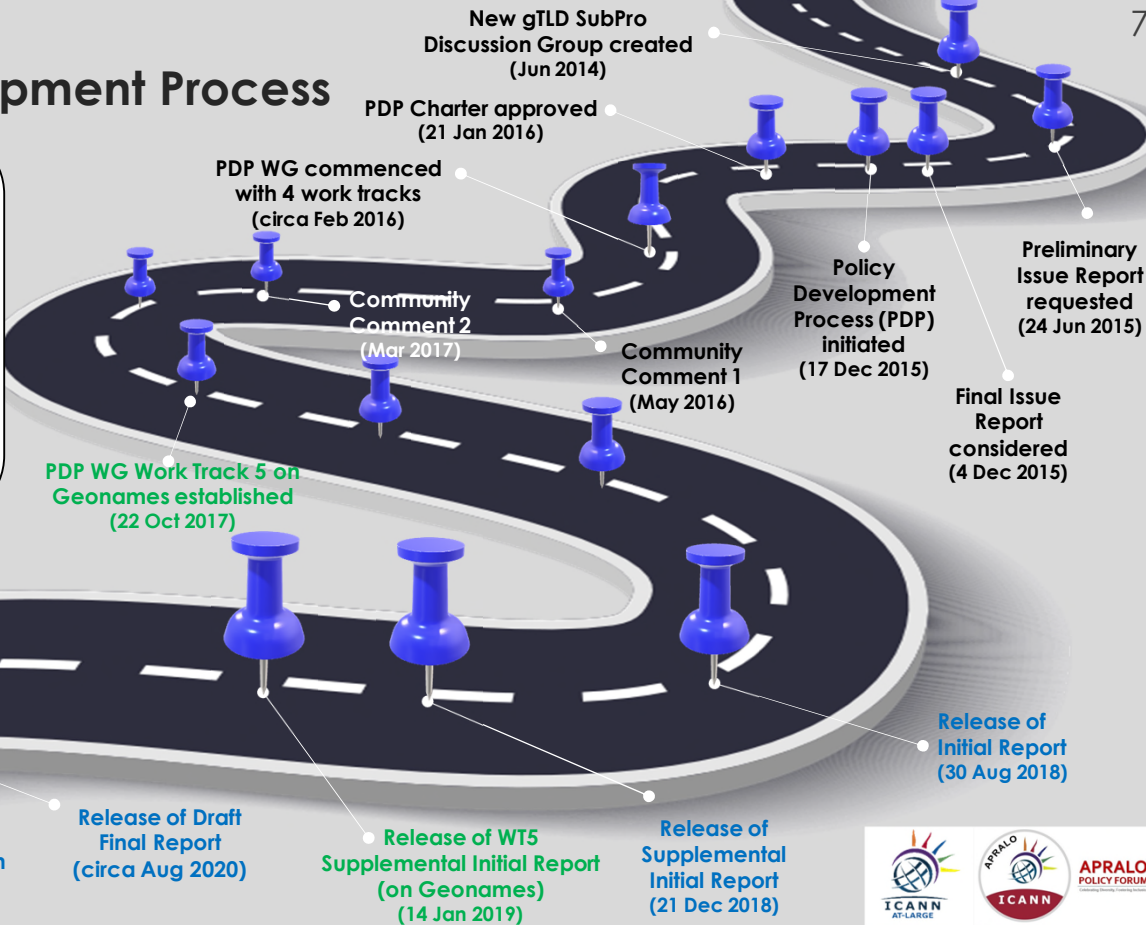 7
pment Process
New gTLD SubPro
Discussion Group created
(Jun 2014)
PDP Charter approved
(21 Jan 2016)
PDP WG commenced
with 4 work tracks
(circa Feb 2016)
Preliminary
Issue Report
requested
(24 Jun 2015)
Policy
Development
Process (PDP)
initiated
(17 Dec 2015)
Final Issue
Report
considered
(4 Dec 2015)
Community
Comment 2
(Mar 2017)
Community
Comment 1
(May 2016)
PDP WG Work Track 5 on
Geonames established
(22 Oct 2017)
Release of
Initial Report
(30 Aug 2018)
Release of Draft
Final Report
(circa Aug 2020)
Release of WT5
Supplemental Initial Report
(on Geonames)
(14 Jan 2019)
Release of
Supplemental
Initial Report
(21 Dec 2018)
ICANN
AT-LARGE
APRALO
ICANN
APRALO
POLICY FORUM